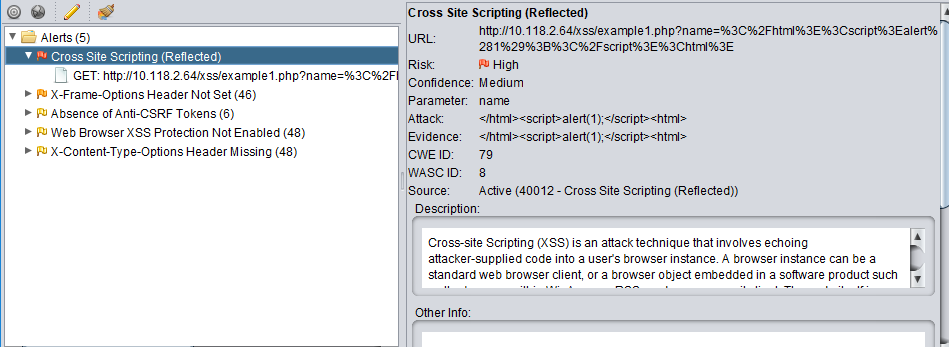 Alerts (5)
Cross Site Scripting (Reflected)
GET: http://10.118.2.64/xss/example1.php?name=%3C%2Fl
X-Frame-Options Header Not Set (46)
Absence of Anti-CSRF Tokens (6)
Web Browser XSS Protection Not Enabled (48)
X-Content-Type-Options Header Missing (48)
Cross Site Scripting (Reflected)
URL: http://10.118.2.64/xss/example1.php?name=%3C%2Fhtml%3E%3Cscript%3Ealert%
281%29%3B%3C%2Fscript%3E%3Chtml%3E
Risk: High
Confidence: Medium
Parameter: name
Attack: </html><script>alert(1);</script><html>
Evidence: </html><script>alert(1);</script><html>
CWE ID: 79
WASC ID: 8
Source: Active (40012 - Cross Site Scripting (Reflected))
Description:
Cross-site Scripting (XSS) is an attack technique that involves echoing
attacker-supplied code into a user's browser instance. A browser instance can be a
standard web browser client, or a browser object embedded in a software product such
Other Info: